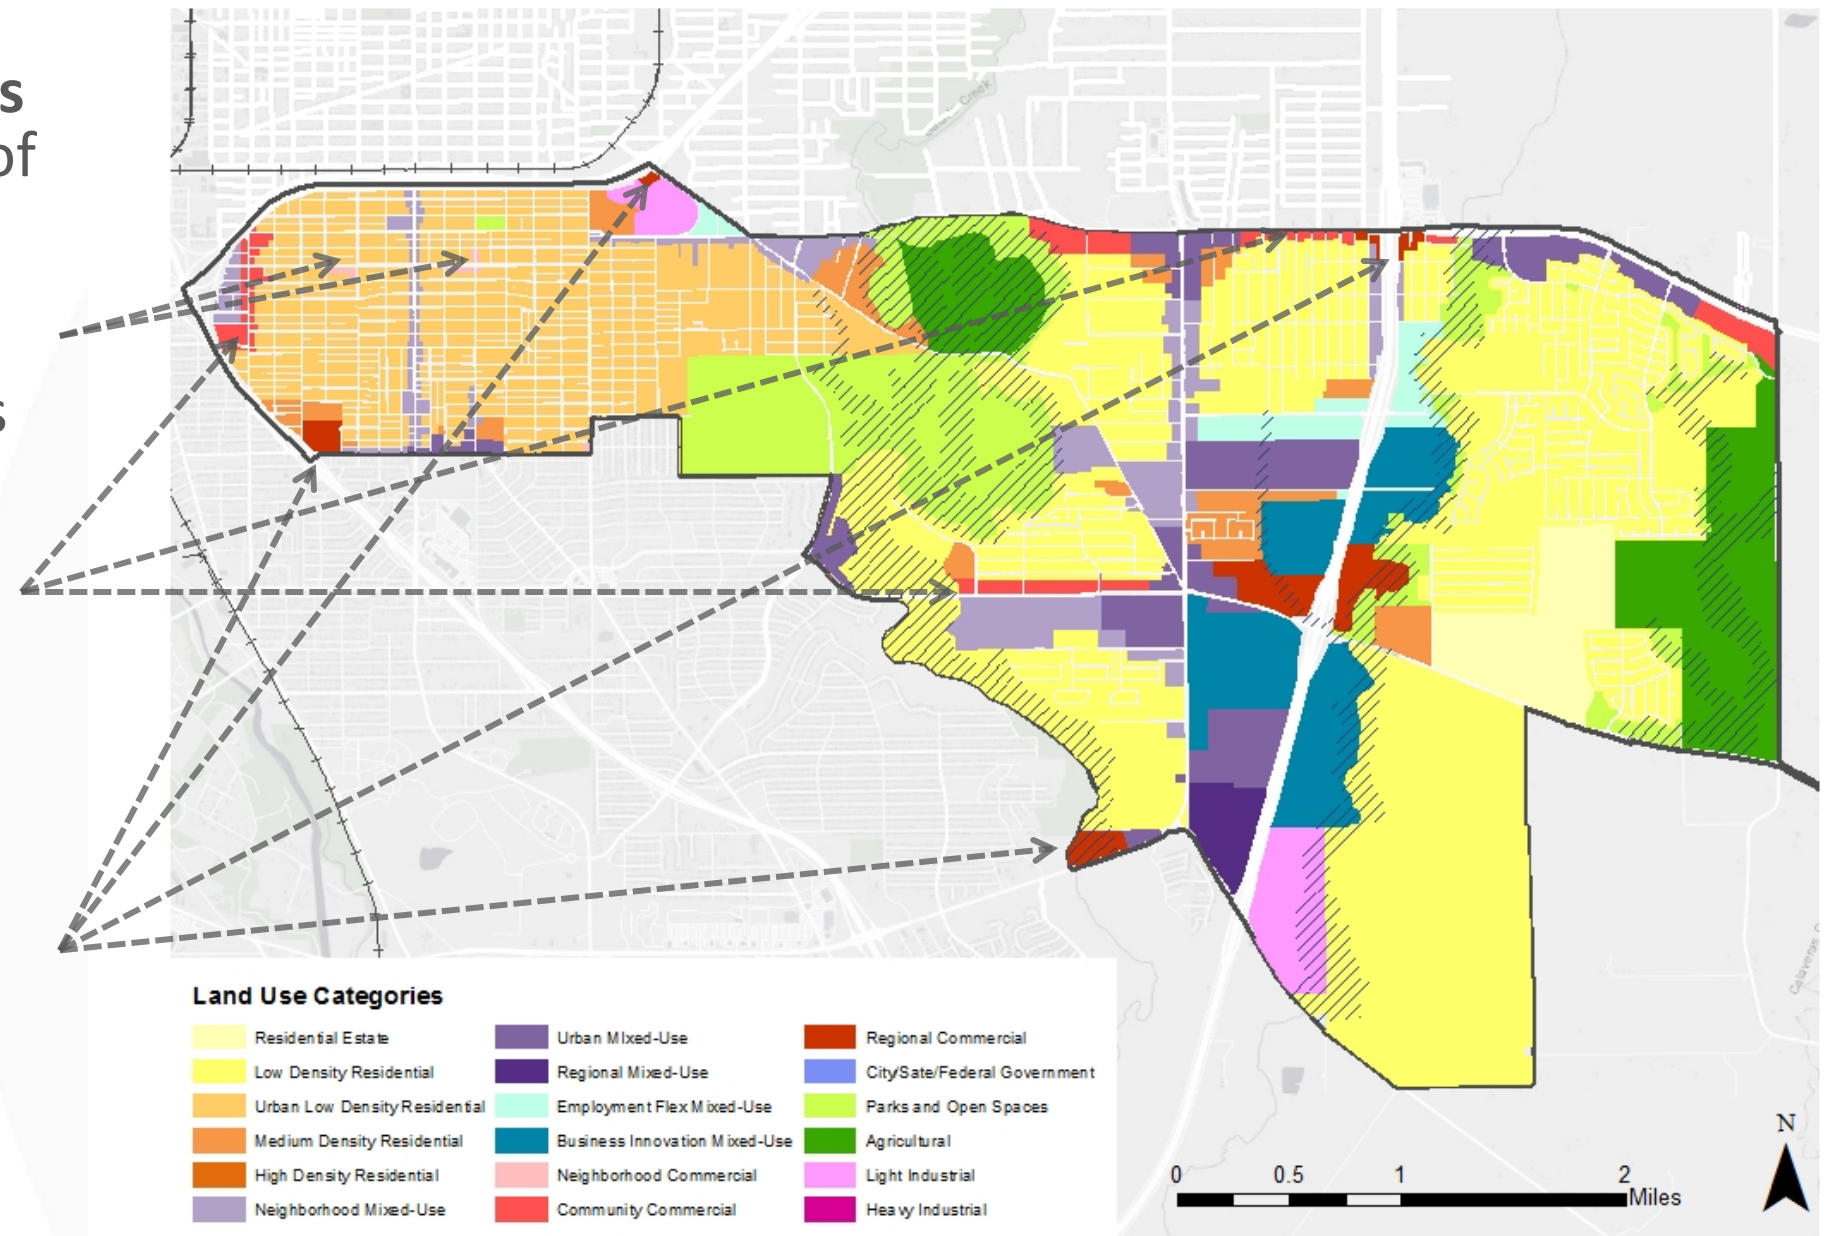 s
of
s
Creek
Calaveras C
Land Use Categories
Residential Estate
Low Density Residential
Urban Low Density Residential
Medium Density Residential
High Density Residential
Neighborhood Mixed-Use
Urban MIxed-Use
Regional Mixed-Use
Employment Flex Mixed-Use
Business Innovation Mixed-Use
Neighborhood Commercial
Community Commercial
Regional Commercial
City/Sate/Federal Government
Parks and Open Spaces
Agricultural
Light Industrial
Heavy Industrial
N
0 0.5 1 2
Miles